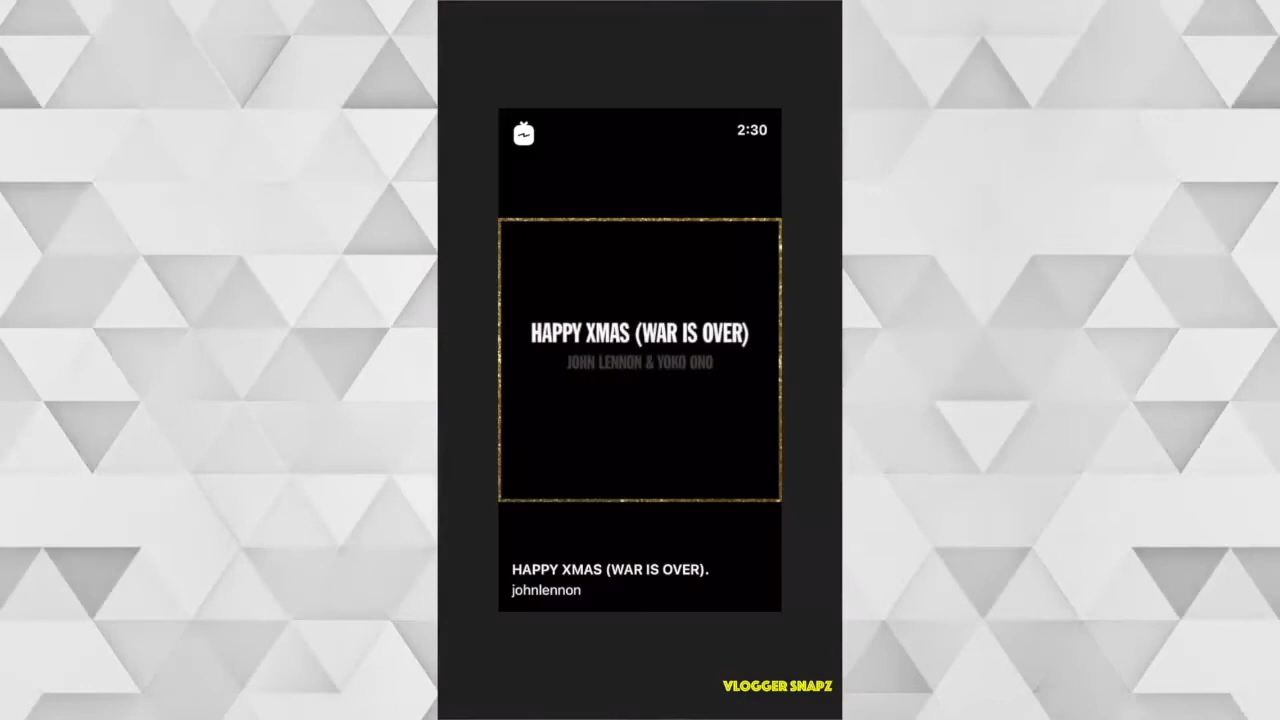 2:30
HAPPY XMAS (WAR IS OVER)
JOHN LENNON & YOKO ONO
HAPPY XMAS (WAR IS OVER).
johnlennon
VLOGGER SNAPZ